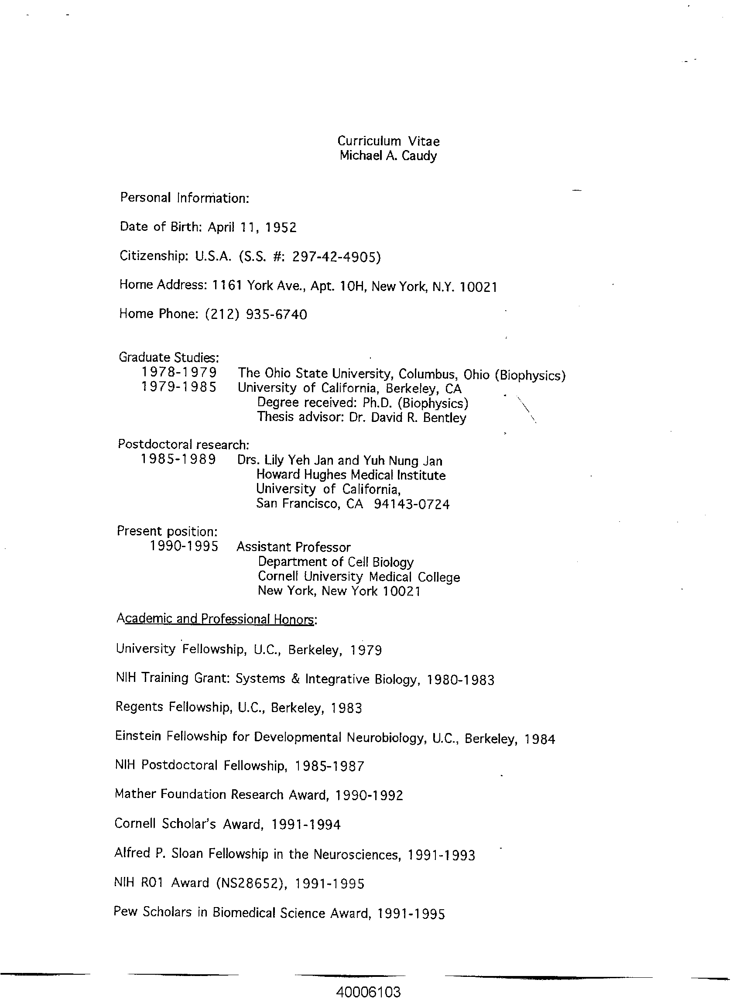 Curriculum Vitae
Michael A. Caudy
Personal Information:
Date of Birth: April 11, 1952
Citizenship: U.S.A. (S.S. #: 297-42-4905)
Home Address: 1161 York Ave., Apt. 10H, New York, N.Y. 10021
Home Phone: (212) 935-6740
Graduate Studies:
1978-1979 The Ohio State University, Columbus, Ohio (Biophysics)
1979-1985 University of California, Berkeley, CA
Degree received: Ph.D. (Biophysics)
Thesis advisor: Dr. David R. Bentley
Postdoctoral research:
1985-1989 Drs. Lily Yeh Jan and Yuh Nung Jan
Howard Hughes Medical Institute
University of California,
San Francisco, CA 94143-0724
Present position:
1990-1995 Assistant Professor
Department of Cell Biology
Cornell University Medical College
New York, New York 10021
Academic and Professional Honors:
University Fellowship, U.C., Berkeley, 1979
NIH Training Grant: Systems & Integrative Biology, 1980-1983
Regents Fellowship, U.C., Berkeley, 1983
Einstein Fellowship for Developmental Neurobiology, U.C., Berkeley, 1984
NIH Postdoctoral Fellowship, 1985-1987
Mather Foundation Research Award, 1990-1992
Cornell Scholar's Award, 1991-1994
Alfred P. Sloan Fellowship in the Neurosciences, 1991-1993
NIH R01 Award (NS28652), 1991-1995
Pew Scholars in Biomedical Science Award, 1991-1995
40006103